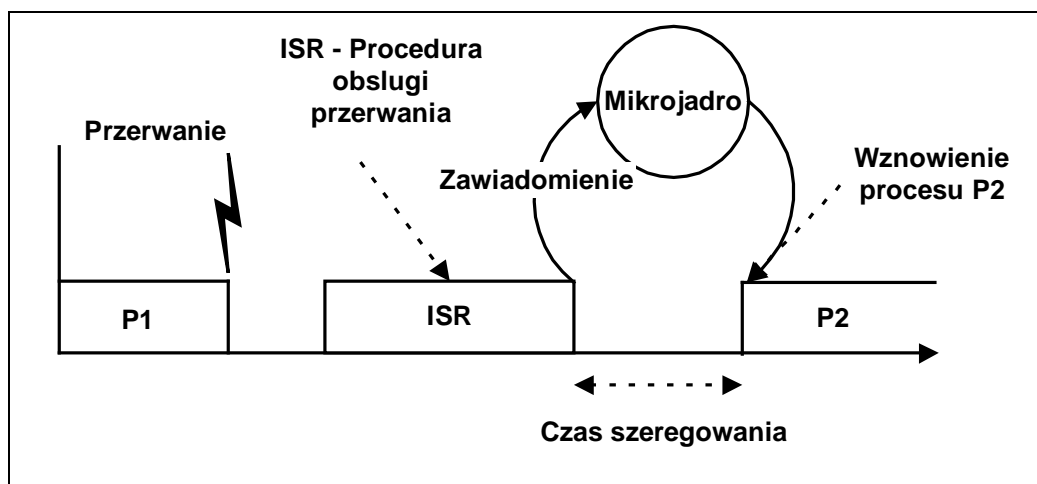 ISR - Procedura
obslugi
przerwania
Mikrojadro
Przerwanie
Zawiadomienie
Wznowienie
procesu P2
P1
ISR
P2
Czas szeregowania